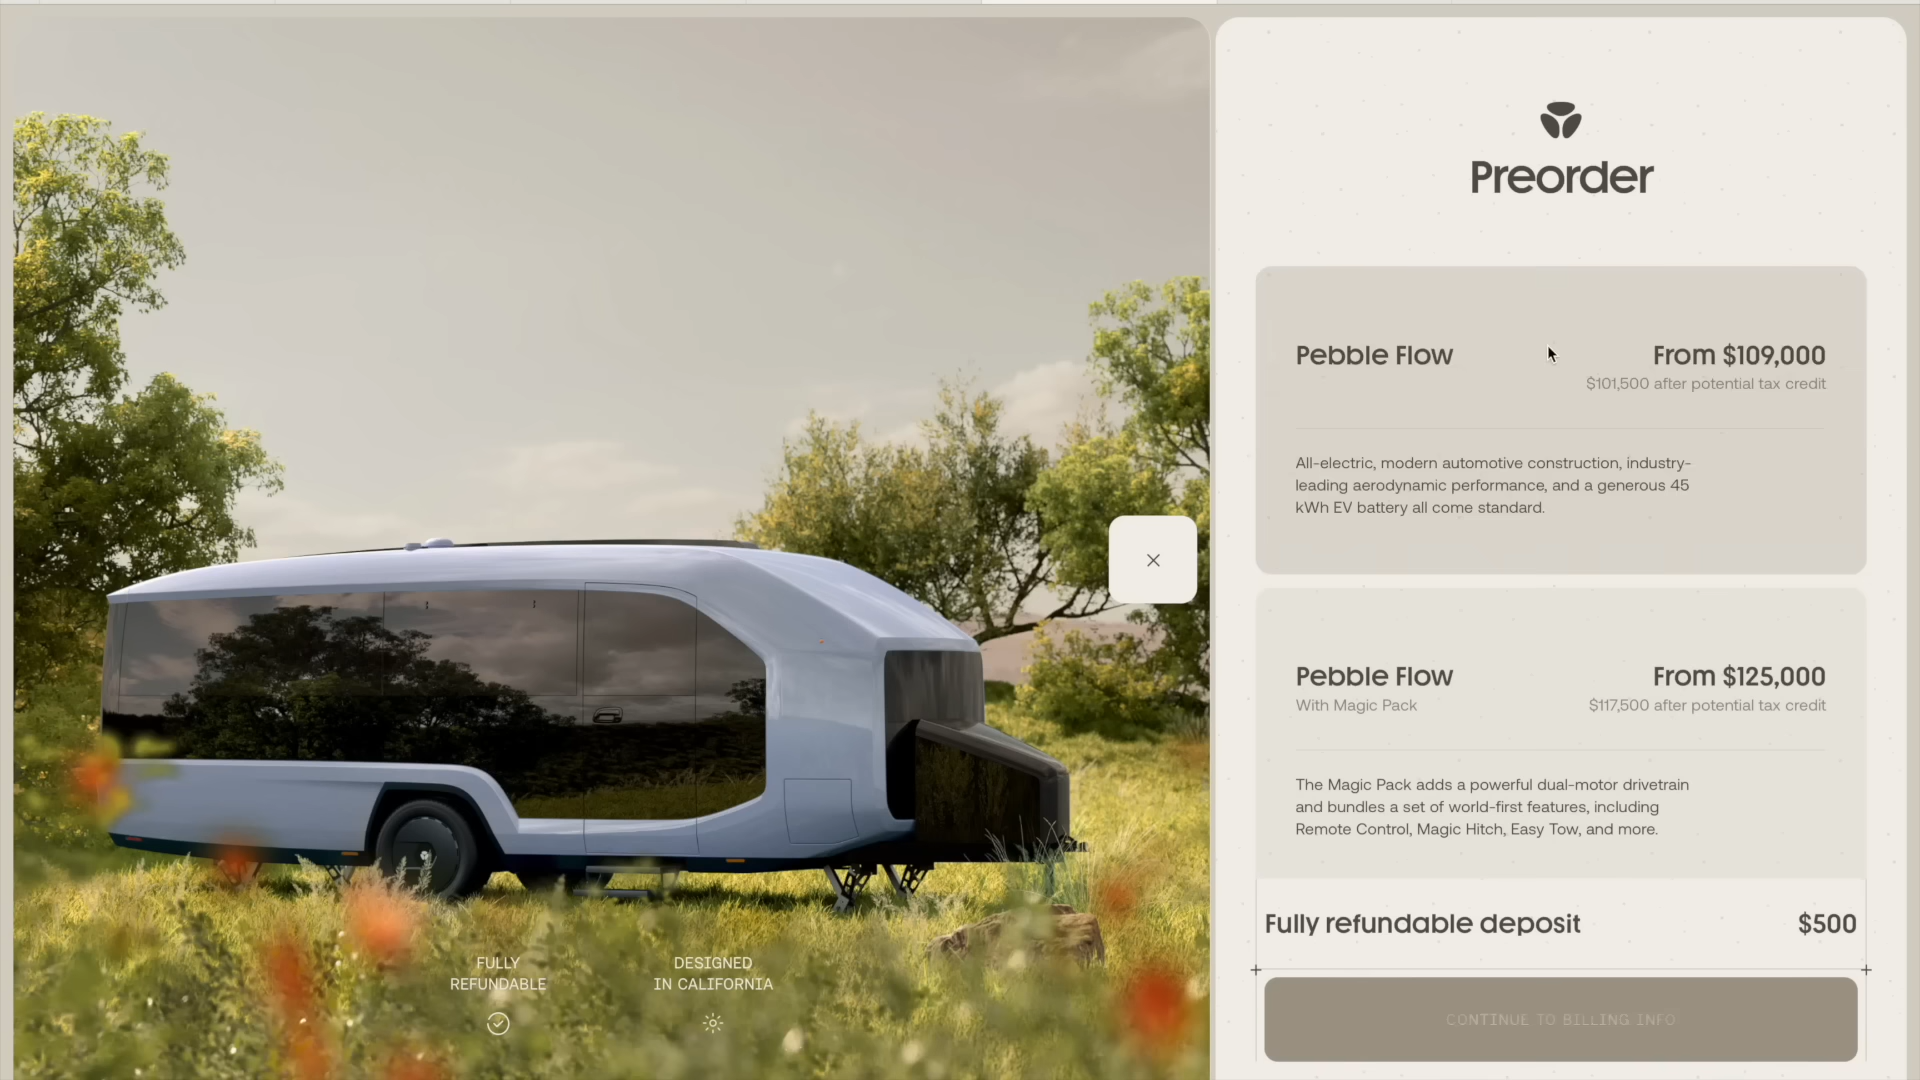 Preorder
Pebble Flow
From $109,000
$101,500 after potential tax credit
All-electric, modern automotive construction, industry-
leading aerodynamic performance, and a generous 45
kWh EV battery all come standard.
Pebble Flow
From $125,000
With Magic Pack
$117,500 after potential tax credit
The Magic Pack adds a powerful dual-motor drivetrain
and bundles a set of world-first features, including
Remote Control, Magic Hitch, Easy Tow, and more.
Fully refundable deposit
$500
CONTINUE TO BILLING INFO
FULLY
REFUNDABLE
DESIGNED
IN CALIFORNIA